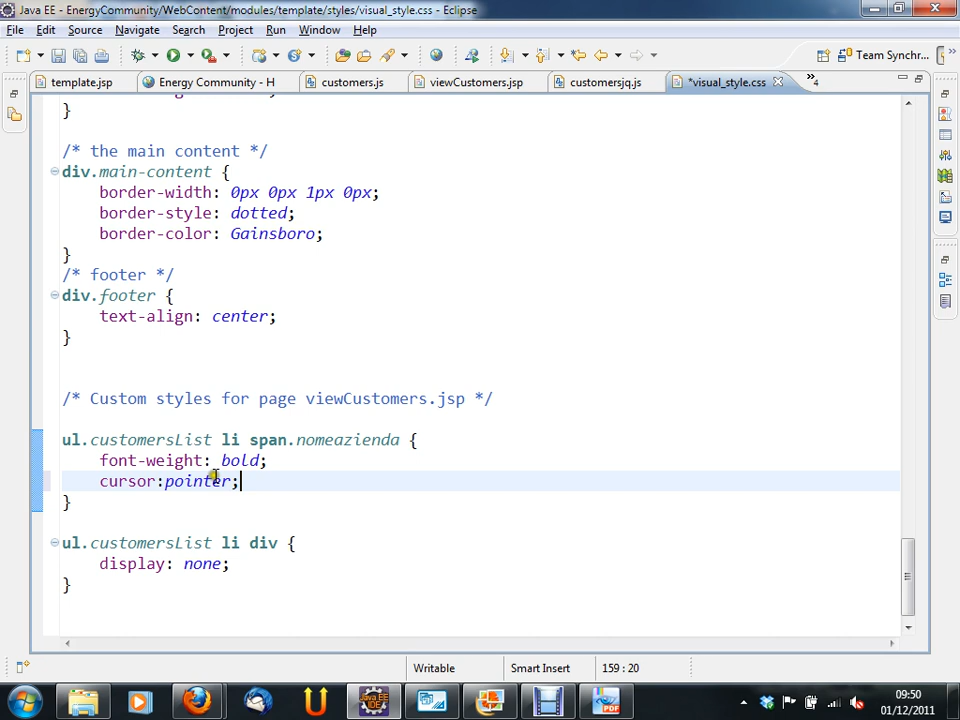 Java EE - EnergyCommunity/WebContent/modules/template/styles/visual_style.css - Eclipse
File Edit Source Navigate Search Project Run Window Help
Team Synchr... »
template.jsp Energy Community - H customers.js viewCustomers.jsp customersjq.js *visual_style.css »4
}
/* the main content */
div.main-content {
border-width: 0px 0px 1px 0px;
border-style: dotted;
border-color: Gainsboro;
}
/* footer */
div.footer {
text-align: center;
}
/* Custom styles for page viewCustomers.jsp */
ul.customersList li span.nomeazienda {
font-weight: bold;
cursor:pointer;
}
ul.customersList li div {
display: none;
}
Writable Smart Insert 159 : 20
09:50
01/12/2011